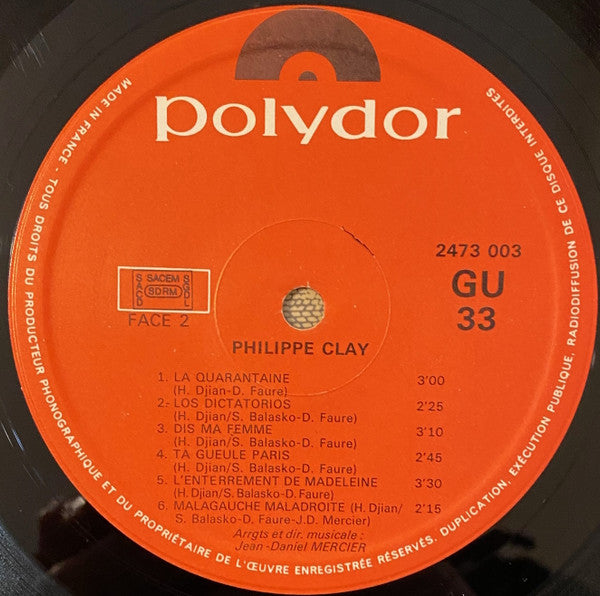 polydor
2473 003
GU
33
SACD SACEM SGDL
SDRM
FACE 2
PHILIPPE CLAY
1. LA QUARANTAINE 3'00
(H. Djian-D. Faure)
2. LOS DICTATORIOS 2'25
(H. Djian/S. Balasko-D. Faure)
3. DIS MA FEMME 3'10
(H. Djian/S. Balasko-D. Faure)
4. TA GUEULE PARIS 2'45
(H. Djian/S. Balasko-D. Faure)
5. L'ENTERREMENT DE MADELEINE 3'30
(H. Djian/S. Balasko-D. Faure)
6. MALAGAUCHE MALADROITE (H. Djian/ 2'15
S. Balasko-D. Faure-J.D. Mercier)
Arrgts et dir. musicale :
Jean-Daniel MERCIER
MADE IN FRANCE - TOUS DROITS DU PRODUCTEUR PHONOGRAPHIQUE ET DU PROPRIÉTAIRE DE L'ŒUVRE ENREGISTRÉE RÉSERVÉS. DUPLICATION, EXÉCUTION PUBLIQUE, RADIODIFFUSION DE CE DISQUE INTERDITES